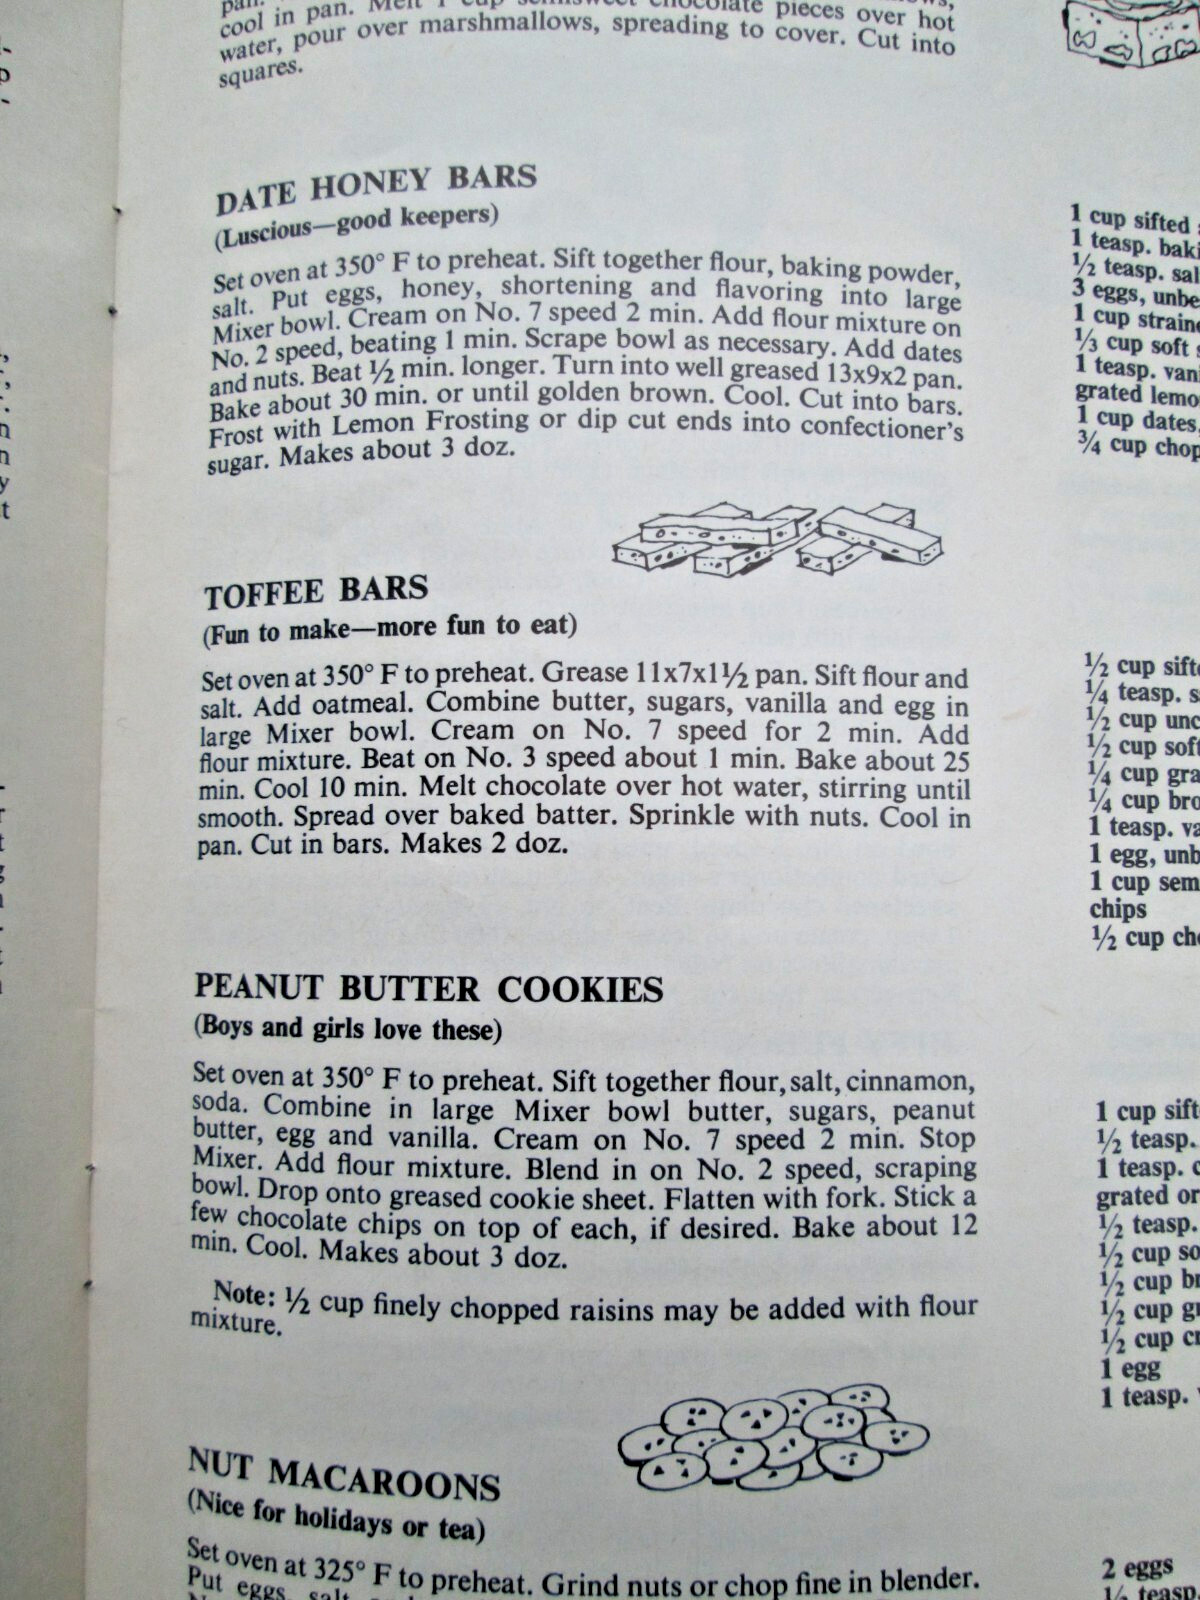 cool in pan. Melt 1 cup semisweet chocolate pieces over hot
water, pour over marshmallows, spreading to cover. Cut into
squares.
DATE HONEY BARS
(Luscious—good keepers)
Set oven at 350° F to preheat. Sift together flour, baking powder,
salt. Put eggs, honey, shortening and flavoring into large
Mixer bowl. Cream on No. 7 speed 2 min. Add flour mixture on
No. 2 speed, beating 1 min. Scrape bowl as necessary. Add dates
and nuts. Beat ½ min. longer. Turn into well greased 13x9x2 pan.
Bake about 30 min. or until golden brown. Cool. Cut into bars.
Frost with Lemon Frosting or dip cut ends into confectioner's
sugar. Makes about 3 doz.
1 cup sifted
1 teasp.
½ teasp.
3 eggs,
1 cup
⅓ cup soft
1 teasp.
grated
1 cup dates,
¾ cup
TOFFEE BARS
(Fun to make—more fun to eat)
Set oven at 350° F to preheat. Grease 11x7x1½ pan. Sift flour and
salt. Add oatmeal. Combine butter, sugars, vanilla and egg in
large Mixer bowl. Cream on No. 7 speed for 2 min. Add
flour mixture. Beat on No. 3 speed about 1 min. Bake about 25
min. Cool 10 min. Melt chocolate over hot water, stirring until
smooth. Spread over baked batter. Sprinkle with nuts. Cool in
pan. Cut in bars. Makes 2 doz.
½ cup
¼ teasp.
½ cup
½ cup
¼ cup
¼ cup
1 teasp.
1 egg,
1 cup
chips
½ cup
PEANUT BUTTER COOKIES
(Boys and girls love these)
Set oven at 350° F to preheat. Sift together flour, salt, cinnamon,
soda. Combine in large Mixer bowl butter, sugars, peanut
butter, egg and vanilla. Cream on No. 7 speed 2 min. Stop
Mixer. Add flour mixture. Blend in on No. 2 speed, scraping
bowl. Drop onto greased cookie sheet. Flatten with fork. Stick a
few chocolate chips on top of each, if desired. Bake about 12
min. Cool. Makes about 3 doz.
Note: ½ cup finely chopped raisins may be added with flour
mixture.
1 cup
½ teasp.
1 teasp.
grated
½ teasp.
½ cup
½ cup
½ cup
½ cup
1 egg
1 teasp.
NUT MACAROONS
(Nice for holidays or tea)
Set oven at 325° F to preheat. Grind nuts or chop fine in blender.
Put eggs, salt
2 eggs